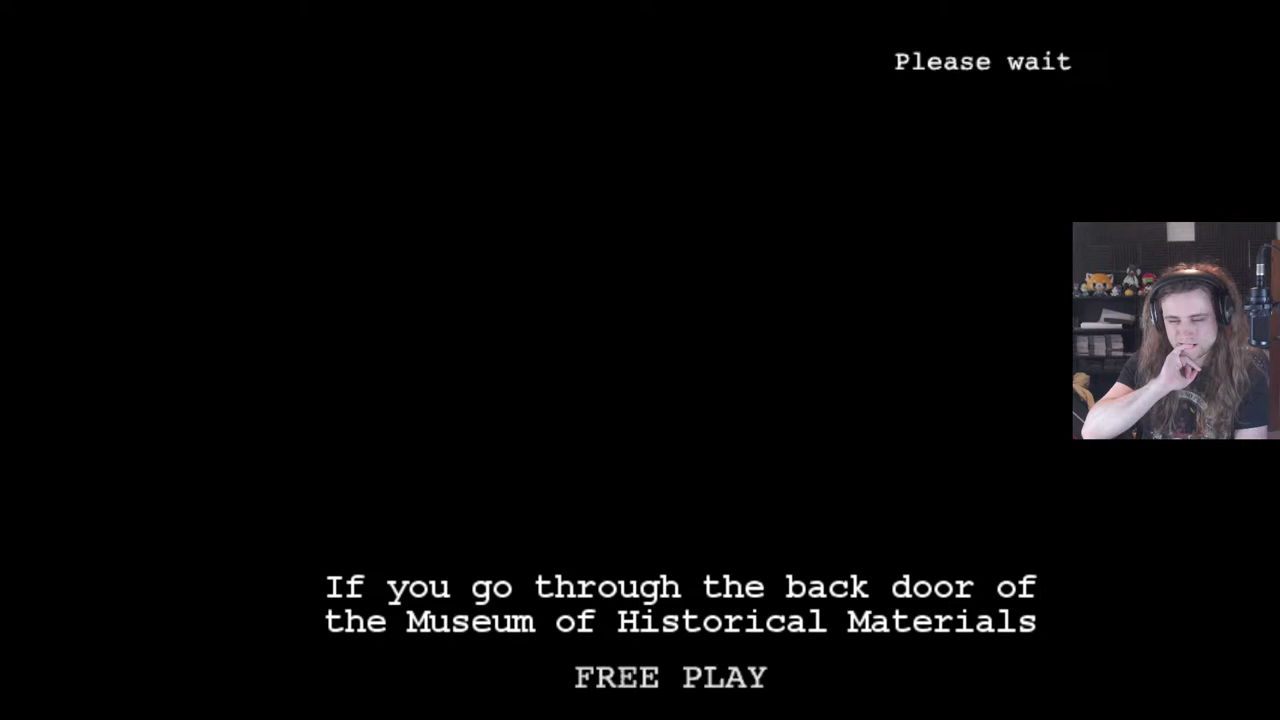 Please wait
If you go through the back door of
the Museum of Historical Materials
FREE PLAY